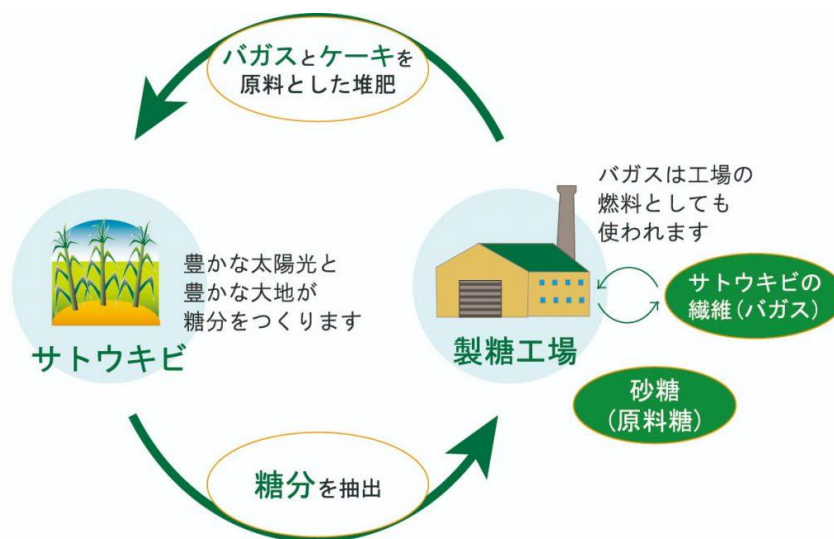 バガスとケーキを
原料とした堆肥
バガスは工場の
燃料としても
使われます
豊かな太陽光と
豊かな大地が
糖分をつくります
サトウキビ
製糖工場
サトウキビの
繊維(バガス)
砂糖
(原料糖)
糖分を抽出